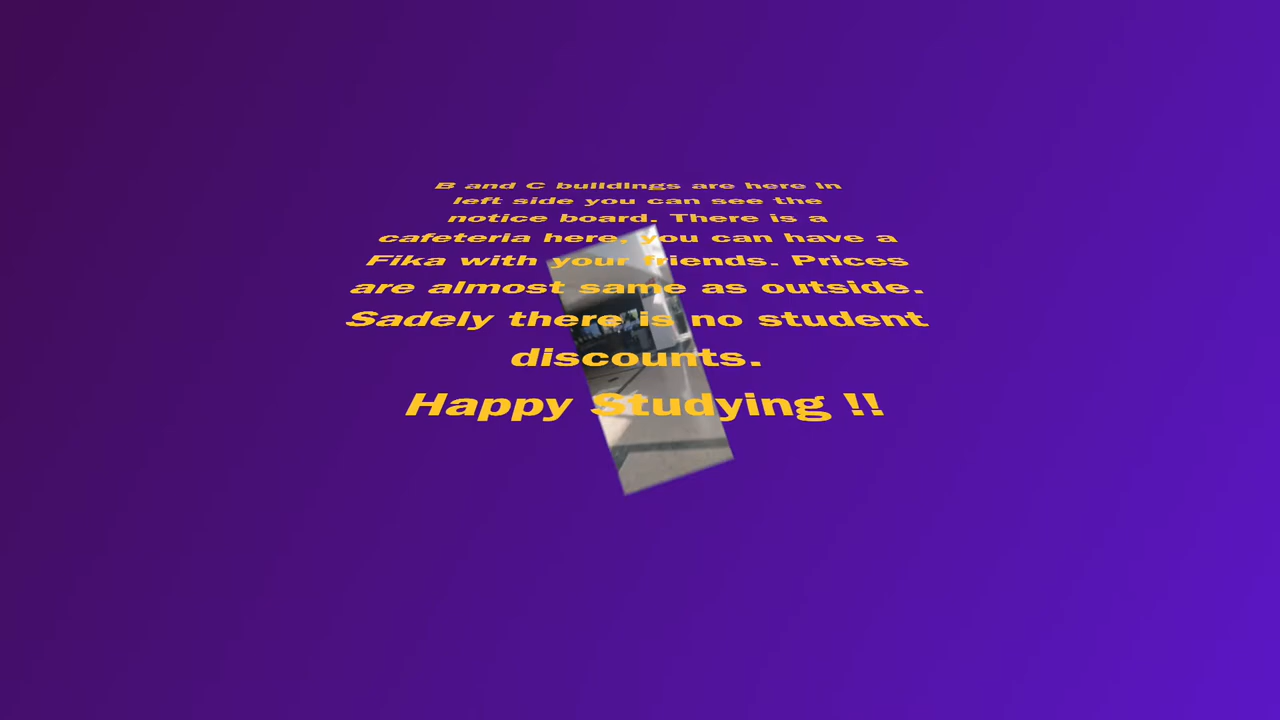 B and C buildings are here in
left side you can see the
notice board. There is a
cafeteria here, you can have a
Fika with your friends. Prices
are almost same as outside.
Sadely there is no student
discounts.
Happy Studying !!